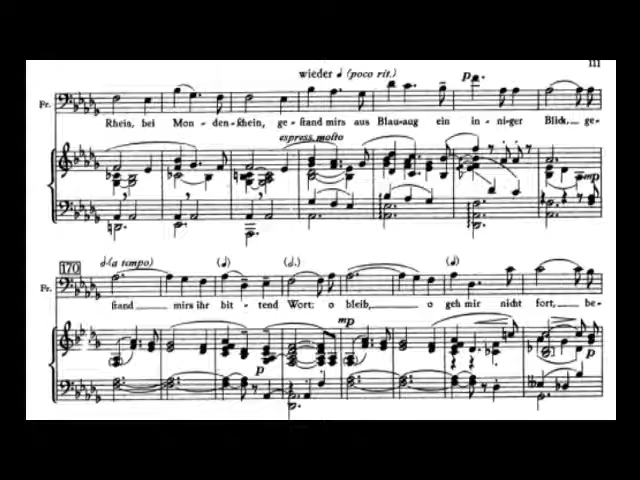 111
wieder ♩ (poco rit.)
p
Fr.
Rhein, bei Mon - den - schein, ge - stand mirs aus Blau-aug ein in - niger Blick, ge-
espress. molto
mp
170
(a tempo) (♩) (♩.) (♩)
Fr.
stand mirs ihr bit - tend Wort: o bleib, o geh mir nicht fort, be-
mp
p
p